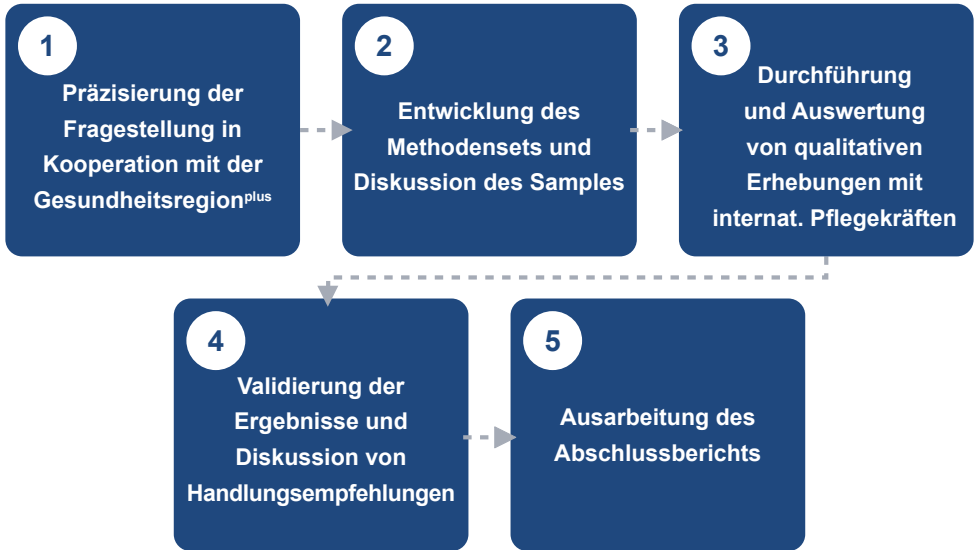 1
Präzisierung der
Fragestellung in
Kooperation mit der
Gesundheitsregionplus
2
Entwicklung des
Methodensets und
Diskussion des Samples
3
Durchführung
und Auswertung
von qualitativen
Erhebungen mit
internat. Pflegekräften
4
Validierung der
Ergebnisse und
Diskussion von
Handlungsempfehlungen
5
Ausarbeitung des
Abschlussberichts